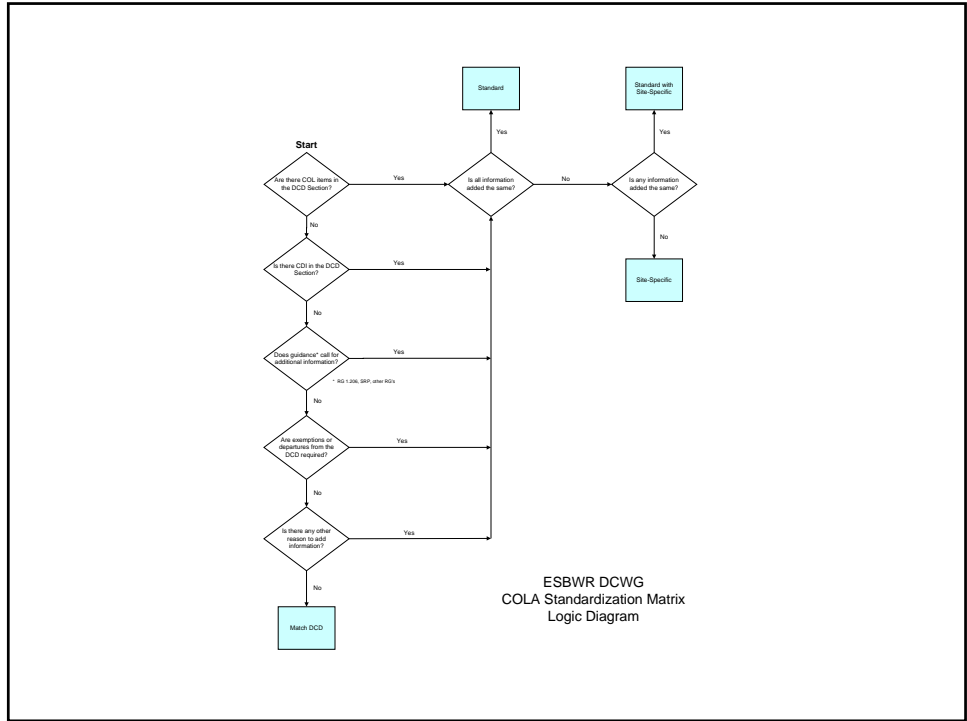 Standard
Standard with
Site-Specific
Yes
Yes
Start
Are there COL items in
the DCD Section?
Yes
Is all information
added the same?
No
Is any information
added the same?
No
No
Is there CDI in the DCD
Section?
Yes
Site-Specific
No
Does guidance* call for
additional information?
Yes
* RG 1.206, SRP, other RG's
No
Are exemptions or
departures from the
DCD required?
Yes
No
Is there any other
reason to add
information?
Yes
No
Match DCD
ESBWR DCWG
COLA Standardization Matrix
Logic Diagram